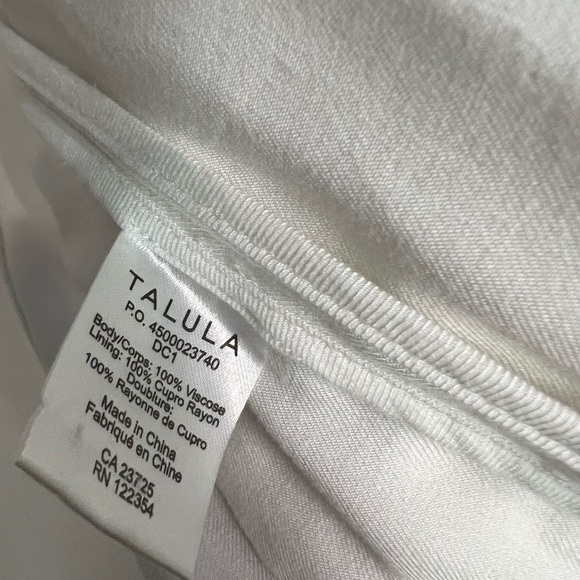 TALULA
P.O. 4500023740
DC1
Body/Corps: 100% Viscose
Lining: 100% Cupro Rayon
Doublure:
100% Rayonne de Cupro
Made in China
Fabriqué en Chine
CA 23725
RN 122354